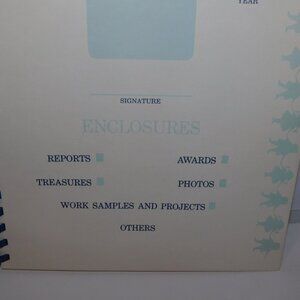 YEAR
SIGNATURE
ENCLOSURES
REPORTS AWARDS
TREASURES PHOTOS
WORK SAMPLES AND PROJECTS
OTHERS